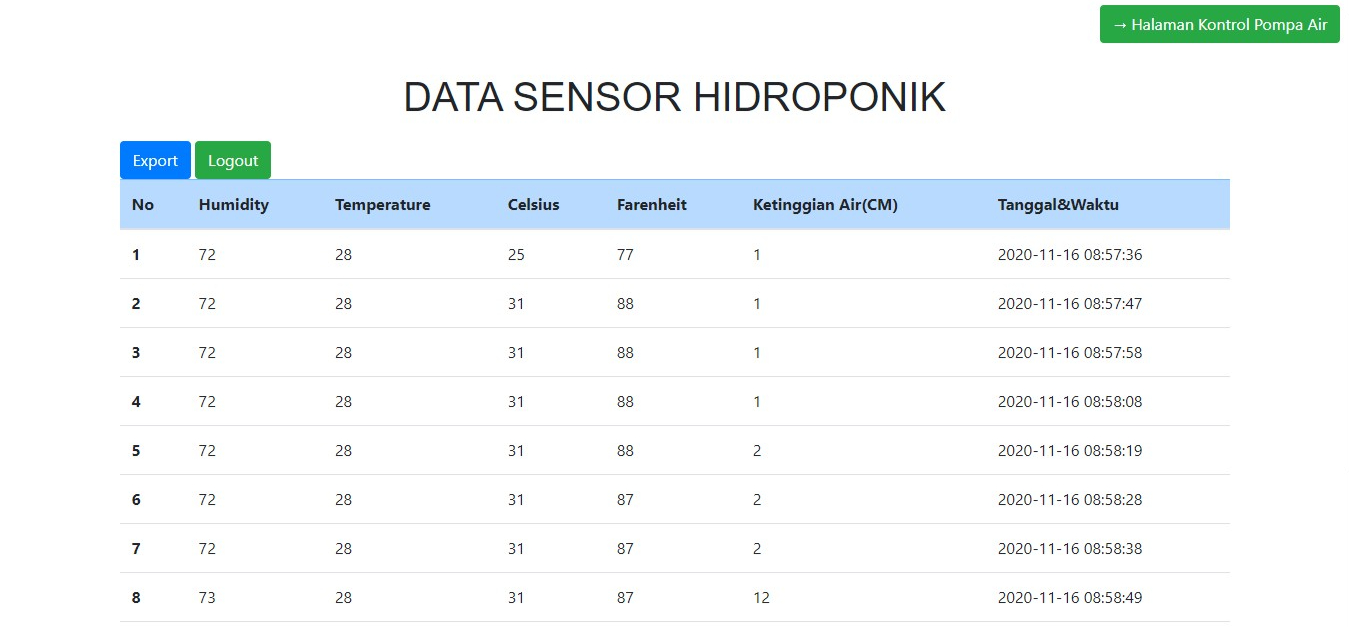 → Halaman Kontrol Pompa Air
DATA SENSOR HIDROPONIK
Export Logout
No Humidity Temperature Celsius Farenheit Ketinggian Air(CM) Tanggal&Waktu
1 72 28 25 77 1 2020-11-16 08:57:36
2 72 28 31 88 1 2020-11-16 08:57:47
3 72 28 31 88 1 2020-11-16 08:57:58
4 72 28 31 88 1 2020-11-16 08:58:08
5 72 28 31 88 2 2020-11-16 08:58:19
6 72 28 31 87 2 2020-11-16 08:58:28
7 72 28 31 87 2 2020-11-16 08:58:38
8 73 28 31 87 12 2020-11-16 08:58:49